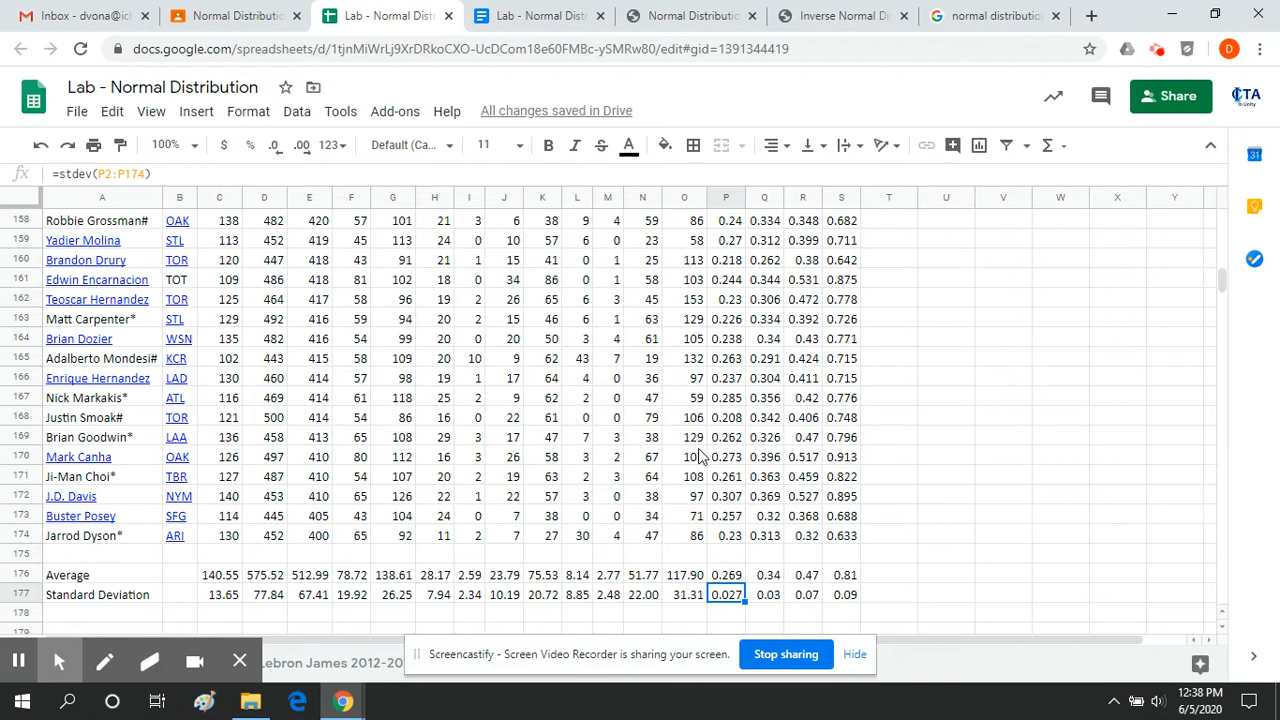 Inbox - dvona@icl
Normal Distributio
Lab - Normal Distr
Lab - Normal Distr
Normal Distributio
Inverse Normal Dis
normal distributio
docs.google.com/spreadsheets/d/1tjnMiWrLj9XrDRkoCXO-UcDCom18e60FMBc-ySMRw80/edit#gid=1391344419
D
Lab - Normal Distribution
File Edit View Insert Format Data Tools Add-ons Help All changes saved in Drive
Share
CTA
in Unity
100% $ % .0 .00 123 Default (Ca... 11 B I S A
fx =stdev(P2:P174)
A B C D E F G H I J K L M N O P Q R S T U V W X Y
158 Robbie Grossman# OAK 138 482 420 57 101 21 3 6 38 9 4 59 86 0.24 0.334 0.348 0.682
159 Yadier Molina STL 113 452 419 45 113 24 0 10 57 6 0 23 58 0.27 0.312 0.399 0.711
160 Brandon Drury TOR 120 447 418 43 91 21 1 15 41 0 1 25 113 0.218 0.262 0.38 0.642
161 Edwin Encarnacion TOT 109 486 418 81 102 18 0 34 86 0 1 58 103 0.244 0.344 0.531 0.875
162 Teoscar Hernandez TOR 125 464 417 58 96 19 2 26 65 6 3 45 153 0.23 0.306 0.472 0.778
163 Matt Carpenter* STL 129 492 416 59 94 20 2 15 46 6 1 63 129 0.226 0.334 0.392 0.726
164 Brian Dozier WSN 135 482 416 54 99 20 0 20 50 3 4 61 105 0.238 0.34 0.43 0.771
165 Adalberto Mondesi# KCR 102 443 415 58 109 20 10 9 62 43 7 19 132 0.263 0.291 0.424 0.715
166 Enrique Hernandez LAD 130 460 414 57 98 19 1 17 64 4 0 36 97 0.237 0.304 0.411 0.715
167 Nick Markakis* ATL 116 469 414 61 118 25 2 9 62 2 0 47 59 0.285 0.356 0.42 0.776
168 Justin Smoak# TOR 121 500 414 54 86 16 0 22 61 0 0 79 106 0.208 0.342 0.406 0.748
169 Brian Goodwin* LAA 136 458 413 65 108 29 3 17 47 7 3 38 129 0.262 0.326 0.47 0.796
170 Mark Canha OAK 126 497 410 80 112 16 3 26 58 3 2 67 0.273 0.396 0.517 0.913
171 Ji-Man Choi* TBR 127 487 410 54 107 20 2 19 63 2 3 64 108 0.261 0.363 0.459 0.822
172 J.D. Davis NYM 140 453 410 65 126 22 1 22 57 3 0 38 97 0.307 0.369 0.527 0.895
173 Buster Posey SFG 114 445 405 43 104 24 0 7 38 0 0 34 71 0.257 0.32 0.368 0.688
174 Jarrod Dyson* ARI 130 452 400 65 92 11 2 7 27 30 4 47 86 0.23 0.313 0.32 0.633
175
176 Average 140.55 575.52 512.99 78.72 138.61 28.17 2.59 23.79 75.53 8.14 2.77 51.77 117.90 0.269 0.34 0.47 0.81
177 Standard Deviation 13.65 77.84 67.41 19.92 26.25 7.94 2.34 10.19 20.72 8.85 2.48 22.00 31.31 0.027 0.03 0.07 0.09
178
179
Lebron James 2012-20
Screencastify - Screen Video Recorder is sharing your screen. Stop sharing Hide
12:38 PM
6/5/2020